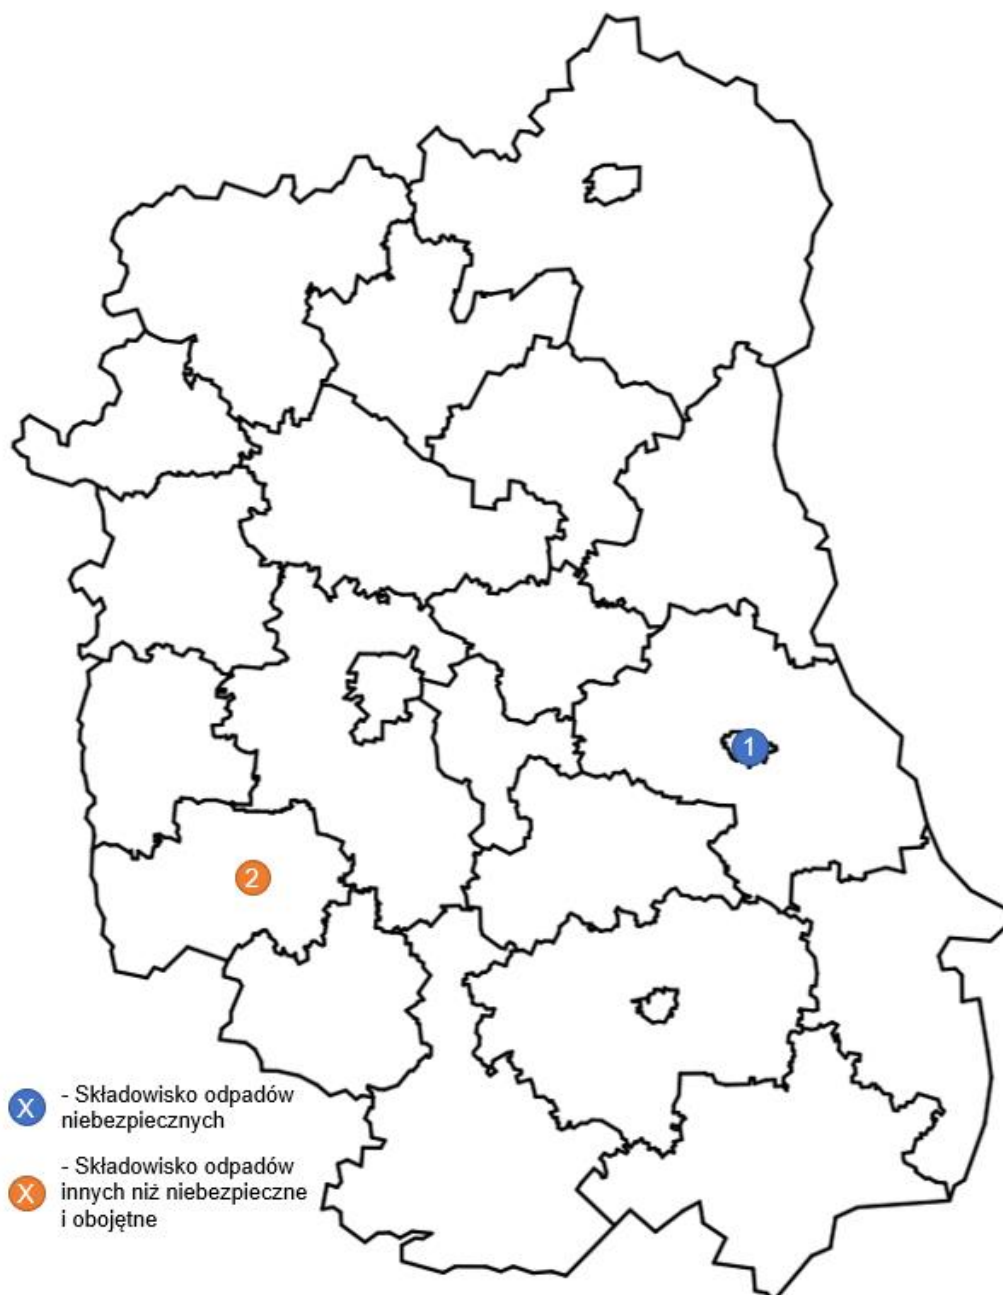 1
2
X - Składowisko odpadów
niebezpiecznych
X - Składowisko odpadów
innych niż niebezpieczne
i obojętne